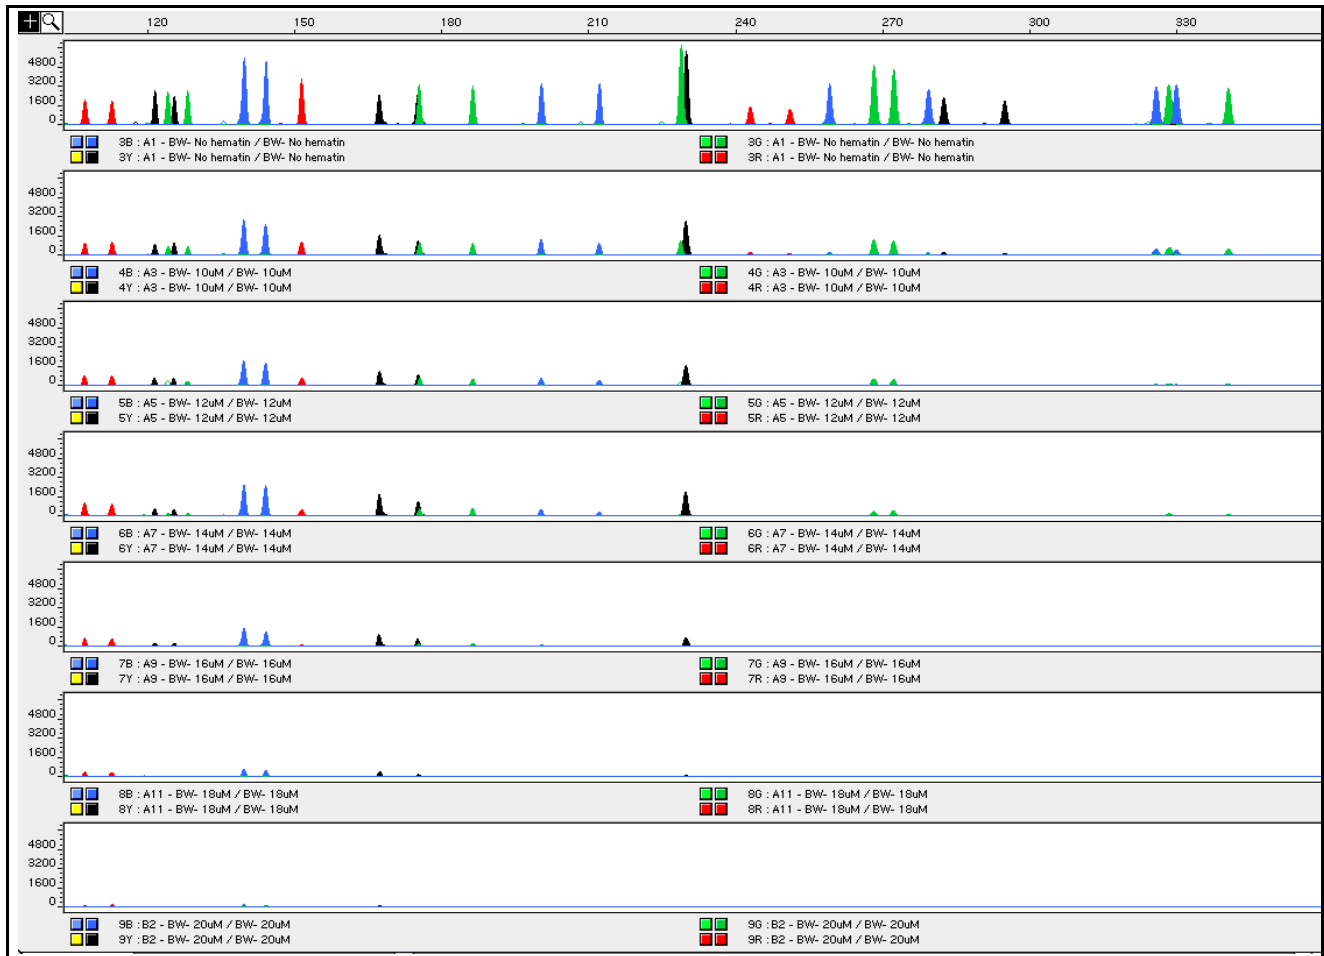 120 150 180 210 240 270 300 330
4800
3200
1600
0
3B : A1 - BW- No hematin / BW- No hematin 3G : A1 - BW- No hematin / BW- No hematin
3Y : A1 - BW- No hematin / BW- No hematin 3R : A1 - BW- No hematin / BW- No hematin
4800
3200
1600
0
4B : A3 - BW- 10uM / BW- 10uM 4G : A3 - BW- 10uM / BW- 10uM
4Y : A3 - BW- 10uM / BW- 10uM 4R : A3 - BW- 10uM / BW- 10uM
4800
3200
1600
0
5B : A5 - BW- 12uM / BW- 12uM 5G : A5 - BW- 12uM / BW- 12uM
5Y : A5 - BW- 12uM / BW- 12uM 5R : A5 - BW- 12uM / BW- 12uM
4800
3200
1600
0
6B : A7 - BW- 14uM / BW- 14uM 6G : A7 - BW- 14uM / BW- 14uM
6Y : A7 - BW- 14uM / BW- 14uM 6R : A7 - BW- 14uM / BW- 14uM
4800
3200
1600
0
7B : A9 - BW- 16uM / BW- 16uM 7G : A9 - BW- 16uM / BW- 16uM
7Y : A9 - BW- 16uM / BW- 16uM 7R : A9 - BW- 16uM / BW- 16uM
4800
3200
1600
0
8B : A11 - BW- 18uM / BW- 18uM 8G : A11 - BW- 18uM / BW- 18uM
8Y : A11 - BW- 18uM / BW- 18uM 8R : A11 - BW- 18uM / BW- 18uM
4800
3200
1600
0
9B : B2 - BW- 20uM / BW- 20uM 9G : B2 - BW- 20uM / BW- 20uM
9Y : B2 - BW- 20uM / BW- 20uM 9R : B2 - BW- 20uM / BW- 20uM